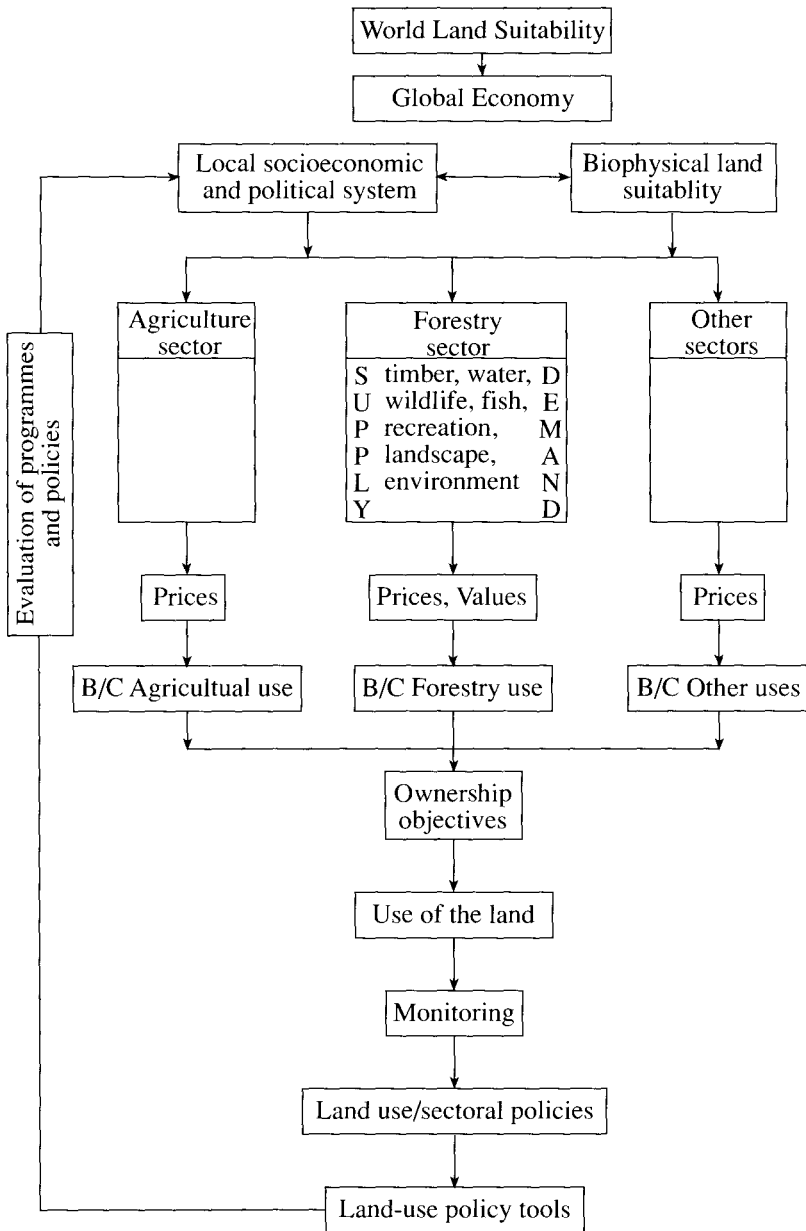 World Land Suitability
Global Economy
Local socioeconomic
and political system
Biophysical land
suitablity
Evaluation of programmes
and policies
Agriculture
sector
Forestry
sector
Other
sectors
S timber, water, D
U wildlife, fish, E
P recreation, M
P landscape, A
L environment N
Y D
Prices
Prices, Values
Prices
B/C Agricultual use
B/C Forestry use
B/C Other uses
Ownership
objectives
Use of the land
Monitoring
Land use/sectoral policies
Land-use policy tools